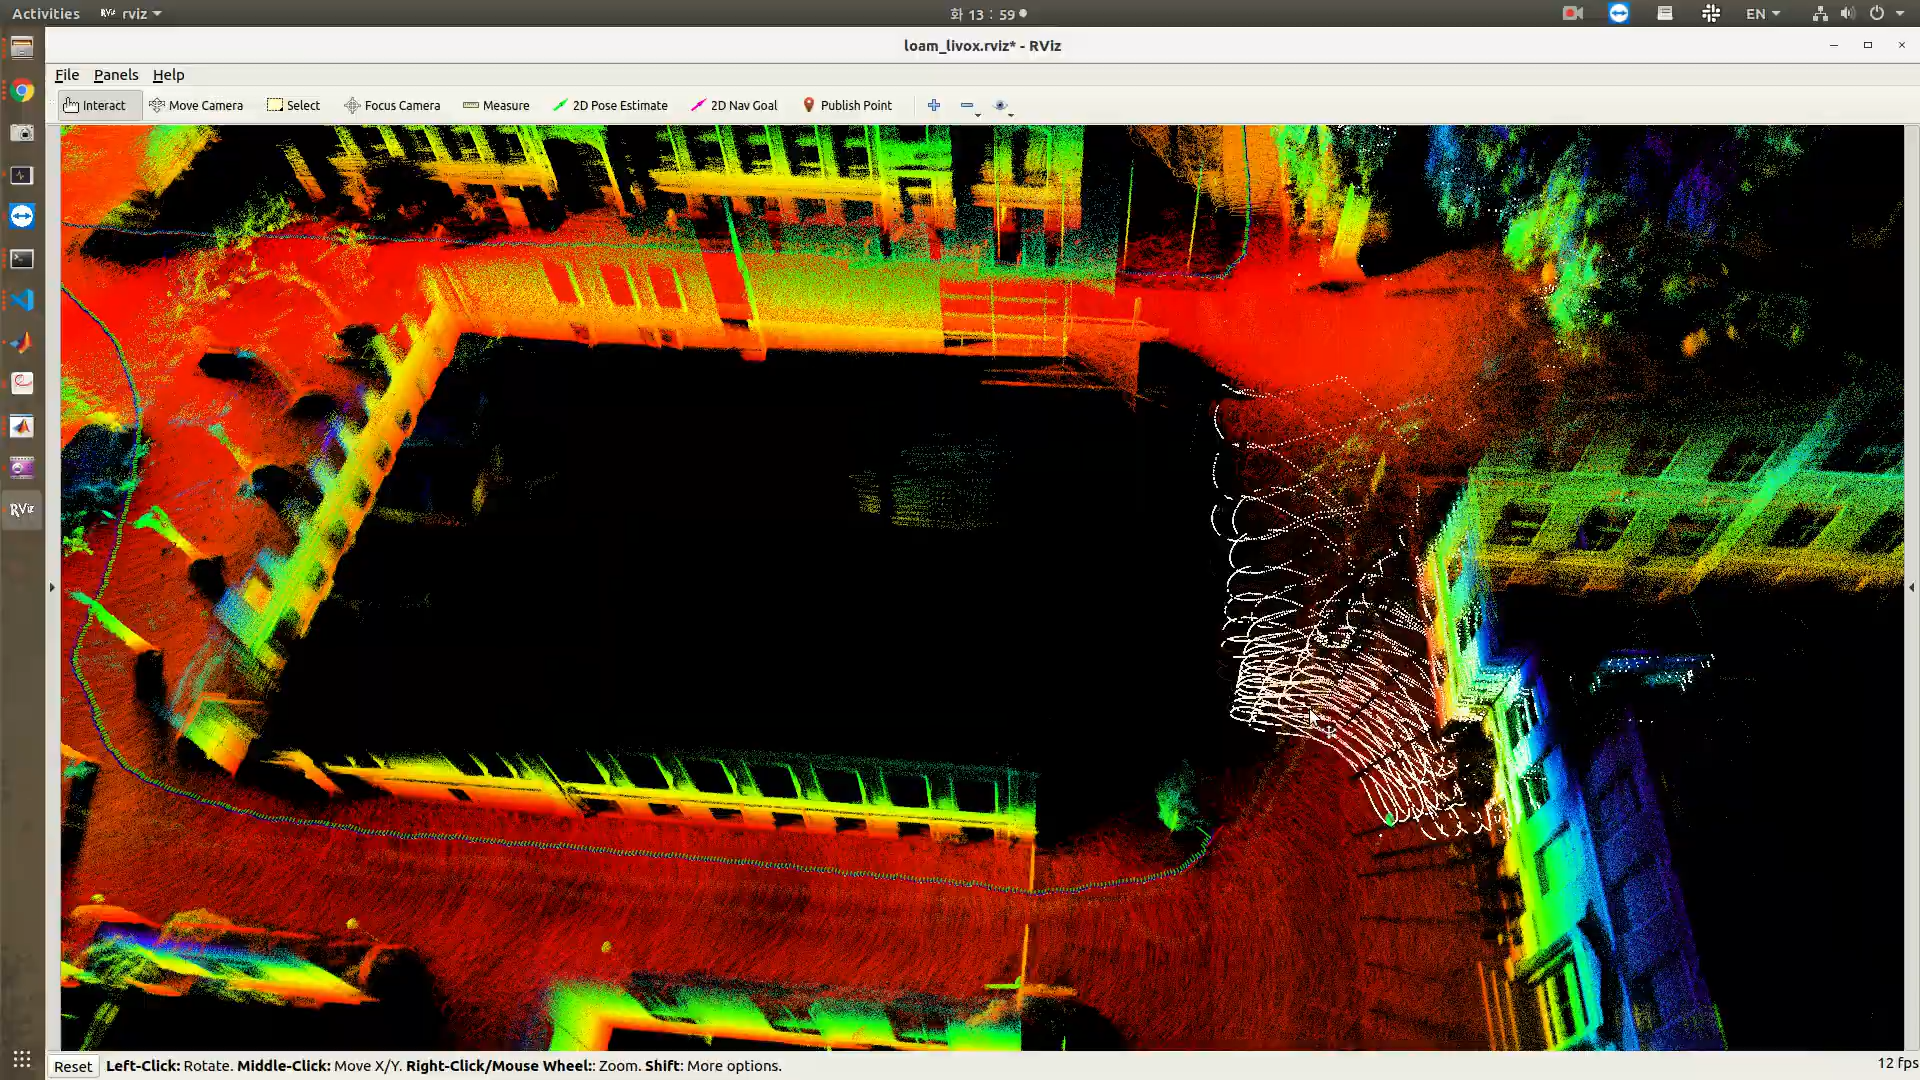 Activities RViz rviz 화 13 : 59 EN
loam_livox.rviz* - RViz
File Panels Help
Interact Move Camera Select Focus Camera Measure 2D Pose Estimate 2D Nav Goal Publish Point
RViz
Reset Left-Click: Rotate. Middle-Click: Move X/Y. Right-Click/Mouse Wheel:: Zoom. Shift: More options. 12 fps